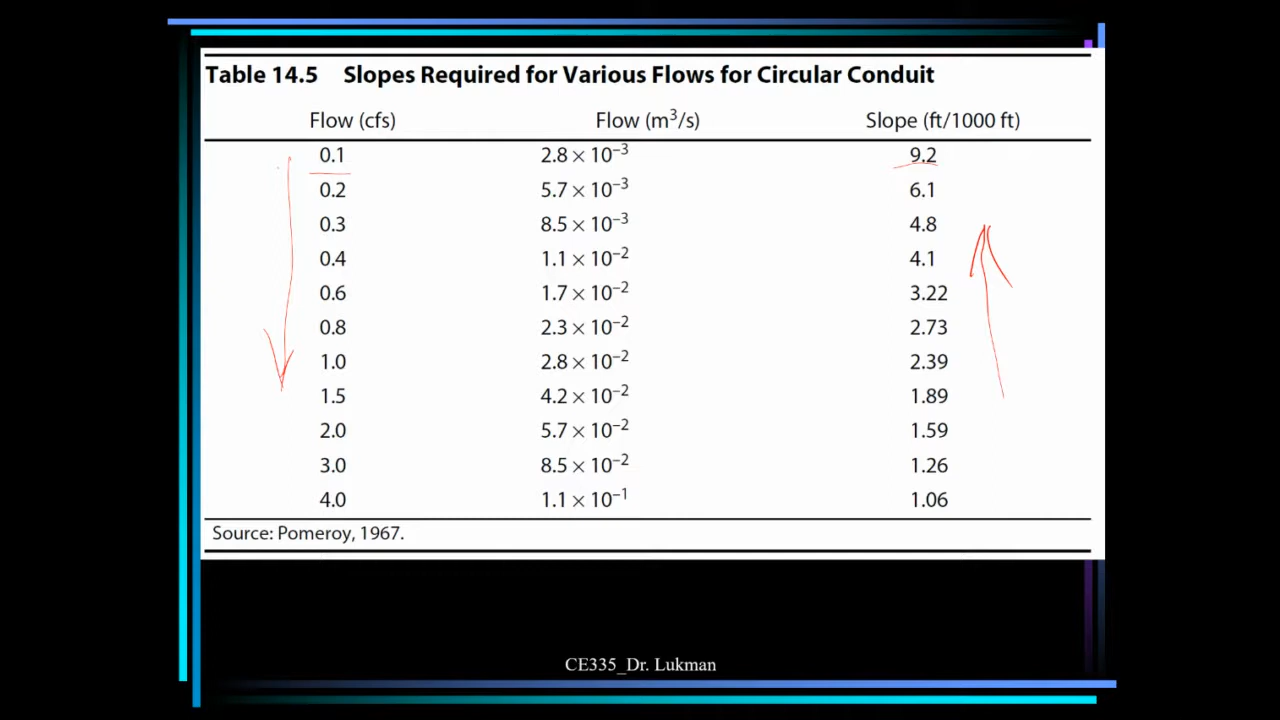 Table 14.5 Slopes Required for Various Flows for Circular Conduit
Flow (cfs) Flow (m³/s) Slope (ft/1000 ft)
0.1 2.8 × 10⁻³ 9.2
0.2 5.7 × 10⁻³ 6.1
0.3 8.5 × 10⁻³ 4.8
0.4 1.1 × 10⁻² 4.1
0.6 1.7 × 10⁻² 3.22
0.8 2.3 × 10⁻² 2.73
1.0 2.8 × 10⁻² 2.39
1.5 4.2 × 10⁻² 1.89
2.0 5.7 × 10⁻² 1.59
3.0 8.5 × 10⁻² 1.26
4.0 1.1 × 10⁻¹ 1.06
Source: Pomeroy, 1967.
CE335_Dr. Lukman